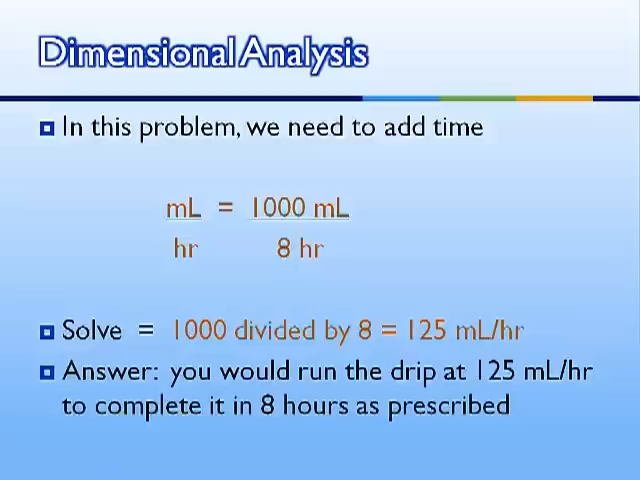 Dimensional Analysis
In this problem, we need to add time
mL = 1000 mL
hr 8 hr
Solve = 1000 divided by 8 = 125 mL/hr
Answer: you would run the drip at 125 mL/hr
to complete it in 8 hours as prescribed